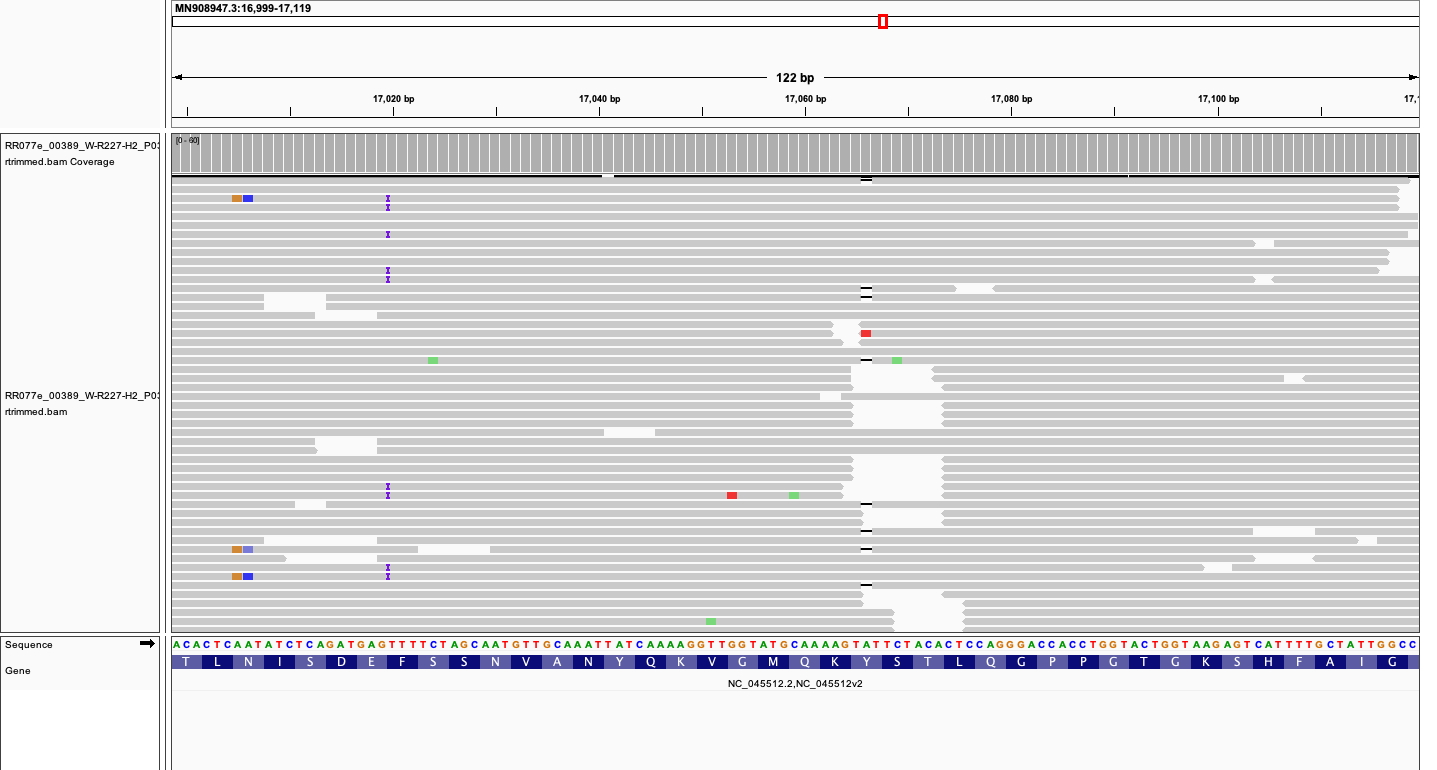 MN908947.3:16,999-17,119
122 bp
17,020 bp 17,040 bp 17,060 bp 17,080 bp 17,100 bp 17,1
RR077e_00389_W-R227-H2_P03
rtrimmed.bam Coverage
[0 - 60]
RR077e_00389_W-R227-H2_P03
rtrimmed.bam
Sequence
ACACTCAATATCTCAGATGAGTTTTCTAGCAATGTTGCAAATTATCAAAAGGTTGGTATGCAAAAGTATTCTACACTCCAGGGACCACCTGGTACTGGTAAGAGTCATTTTGCTATTGGCC
Gene
T L N I S D E F S S N V A N Y Q K V G M Q K Y S T L Q G P P G T G K S H F A I G
NC_045512.2,NC_045512v2